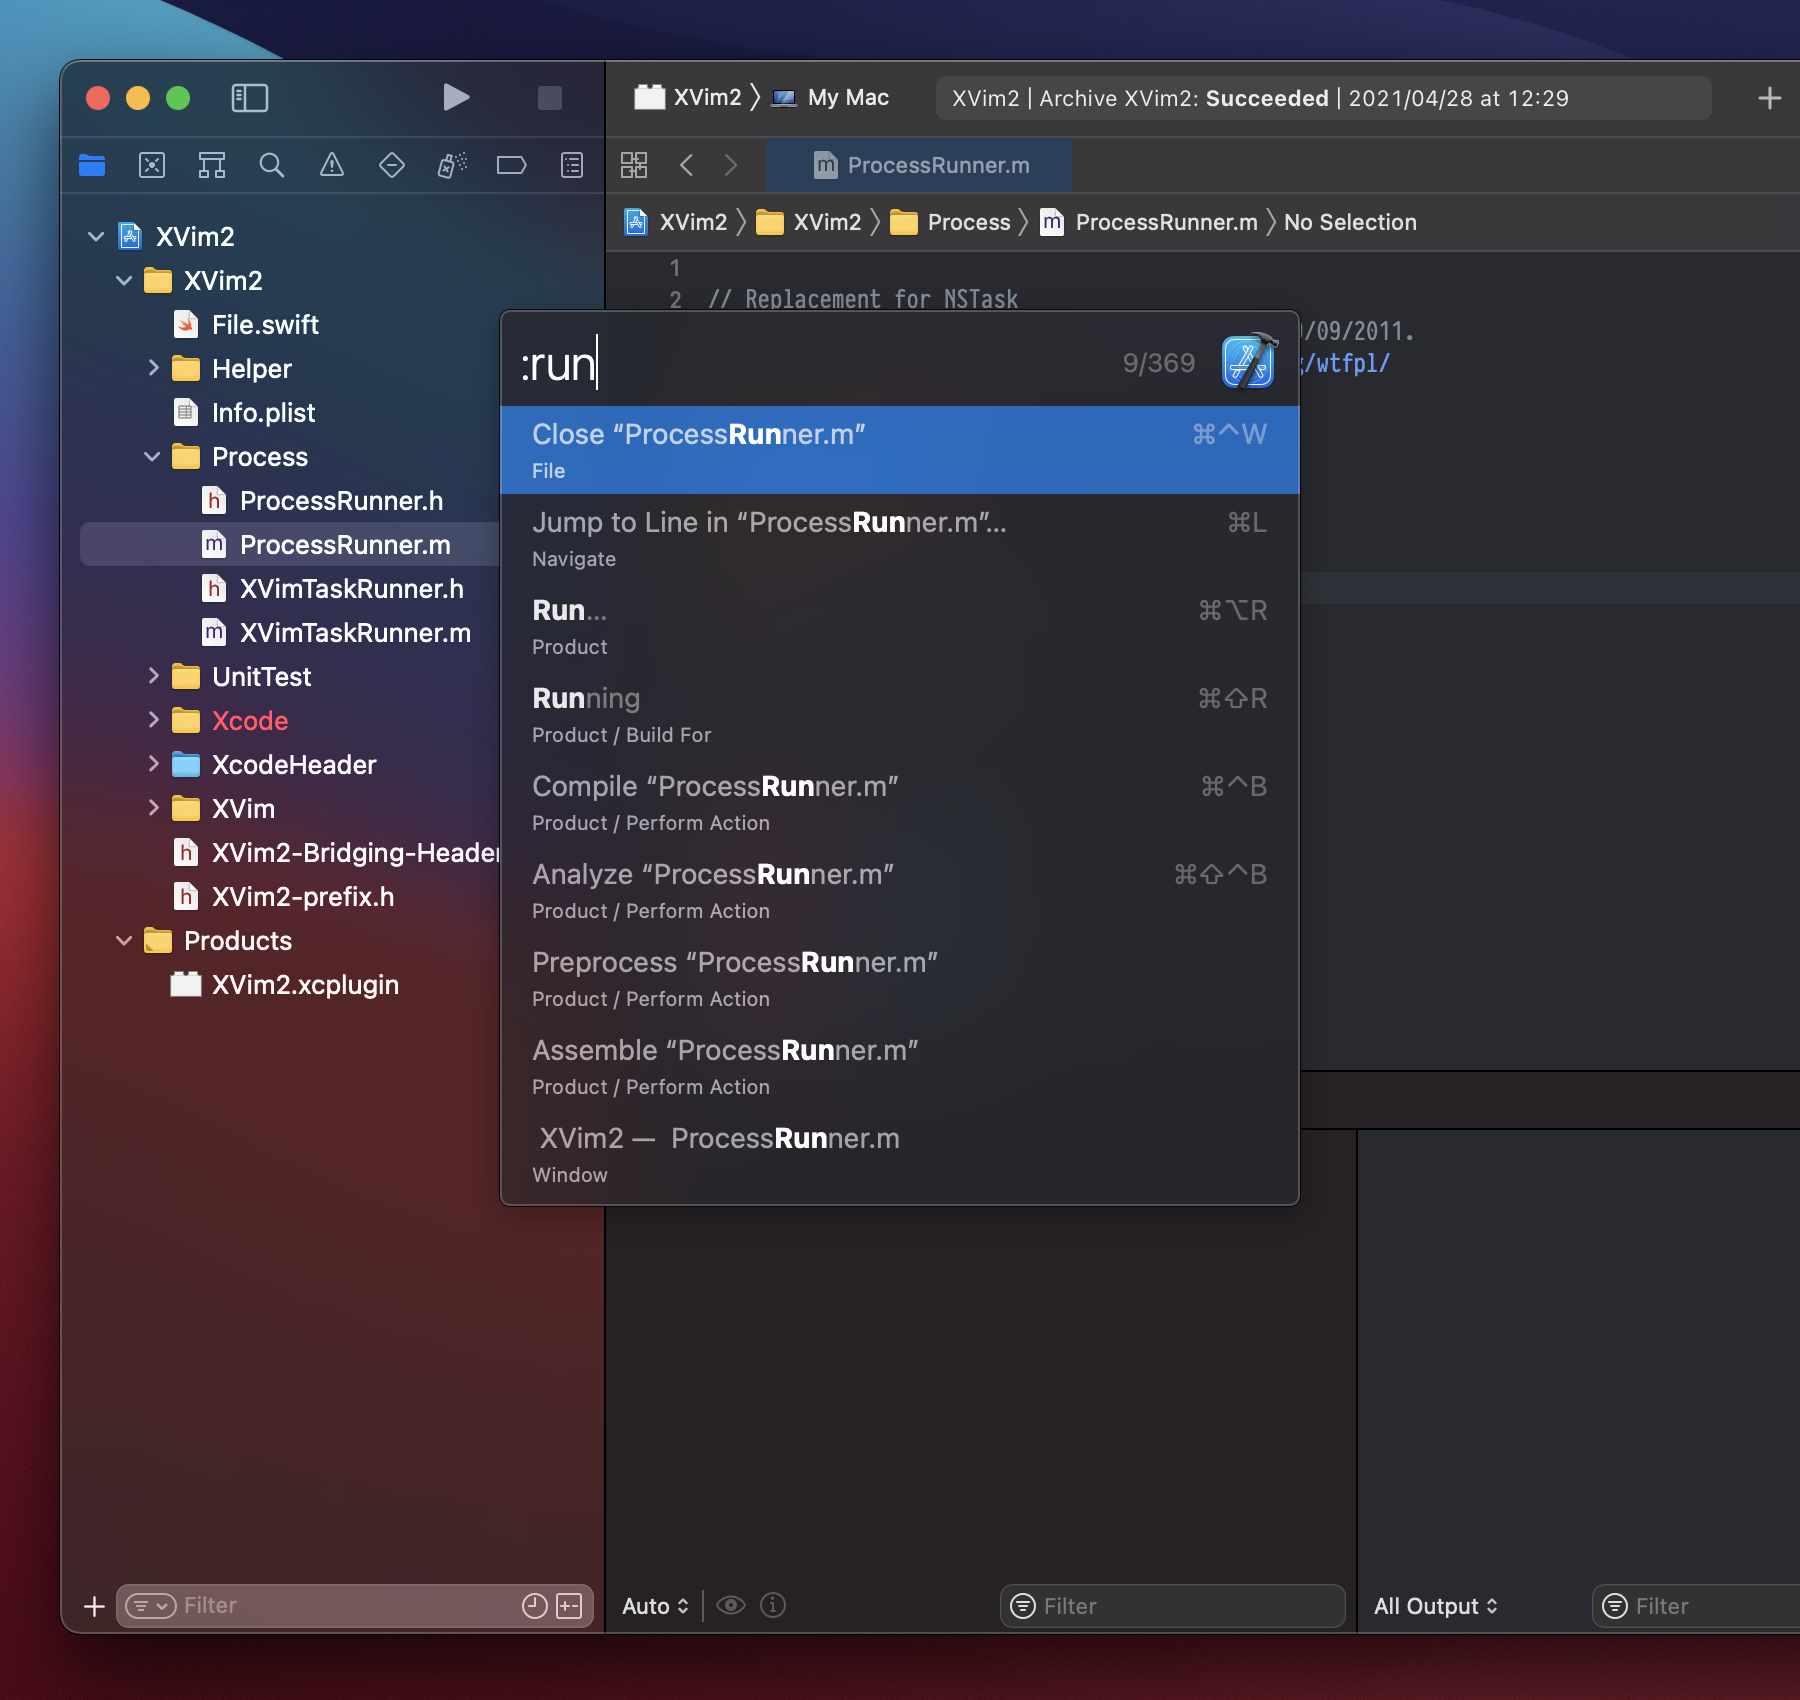 XVim2 〉 My Mac
XVim2 | Archive XVim2: Succeeded | 2021/04/28 at 12:29
ProcessRunner.m
XVim2 〉 XVim2 〉 Process 〉 ProcessRunner.m 〉 No Selection
XVim2
XVim2
File.swift
Helper
Info.plist
Process
ProcessRunner.h
ProcessRunner.m
XVimTaskRunner.h
XVimTaskRunner.m
UnitTest
Xcode
XcodeHeader
XVim
XVim2-Bridging-Header
XVim2-prefix.h
Products
XVim2.xcplugin
Filter
1
2 // Replacement for NSTask
/09/2011.
/wtfpl/
:run 9/369
Close “ProcessRunner.m” ⌘^W
File
Jump to Line in “ProcessRunner.m”… ⌘L
Navigate
Run… ⌘⌥R
Product
Running ⌘⇧R
Product / Build For
Compile “ProcessRunner.m” ⌘^B
Product / Perform Action
Analyze “ProcessRunner.m” ⌘⇧^B
Product / Perform Action
Preprocess “ProcessRunner.m”
Product / Perform Action
Assemble “ProcessRunner.m”
Product / Perform Action
XVim2 — ProcessRunner.m
Window
Auto
Filter
All Output
Filter